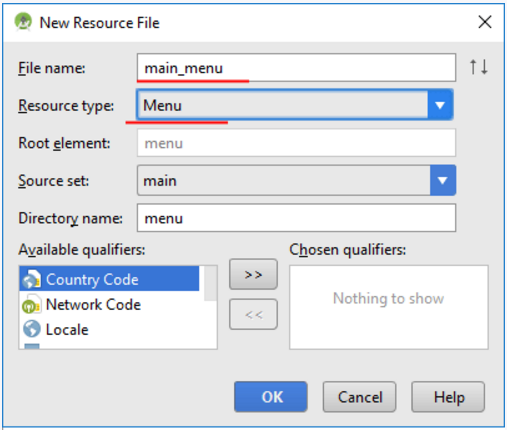 New Resource File
File name: main_menu
Resource type: Menu
Root element: menu
Source set: main
Directory name: menu
Available qualifiers: Chosen qualifiers:
Country Code >>
Network Code Nothing to show
Locale <<
OK Cancel Help